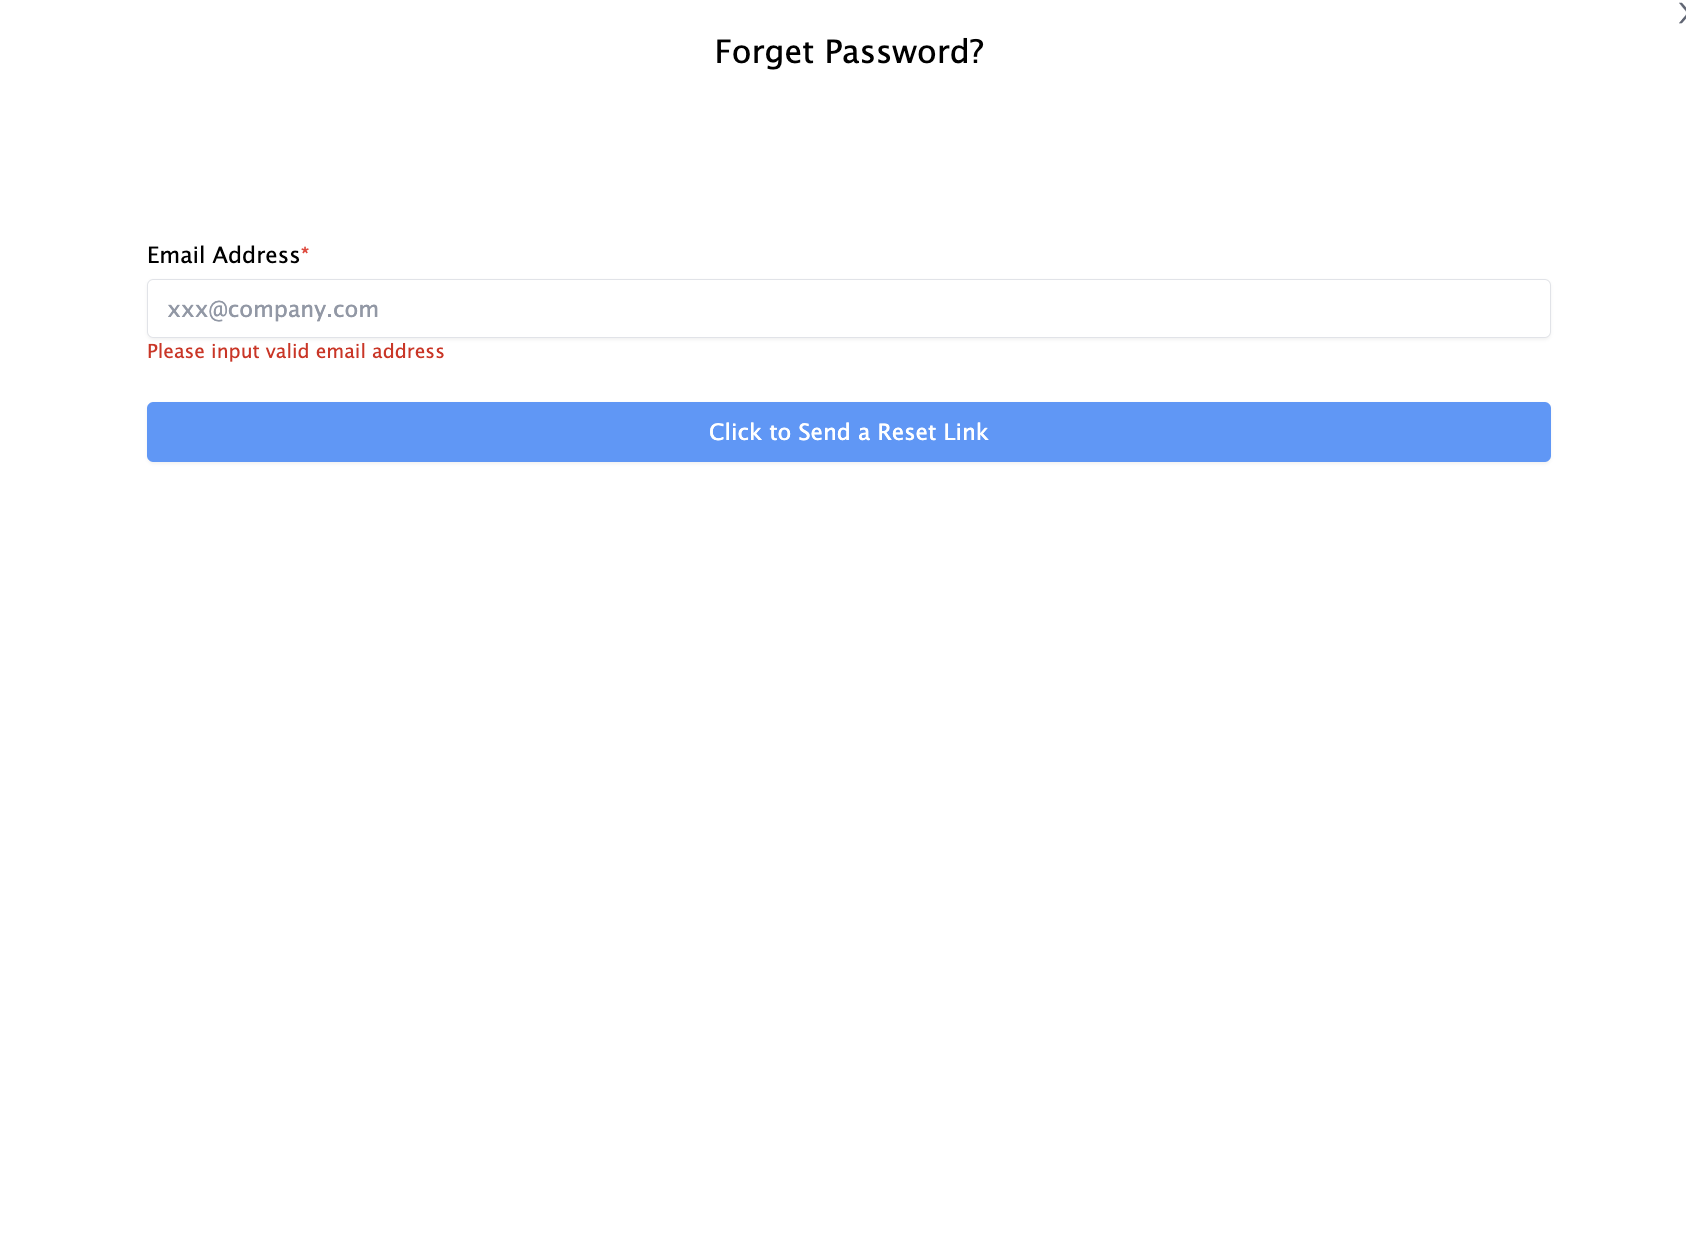 Forget Password?
Email Address*
xxx@company.com
Please input valid email address
Click to Send a Reset Link